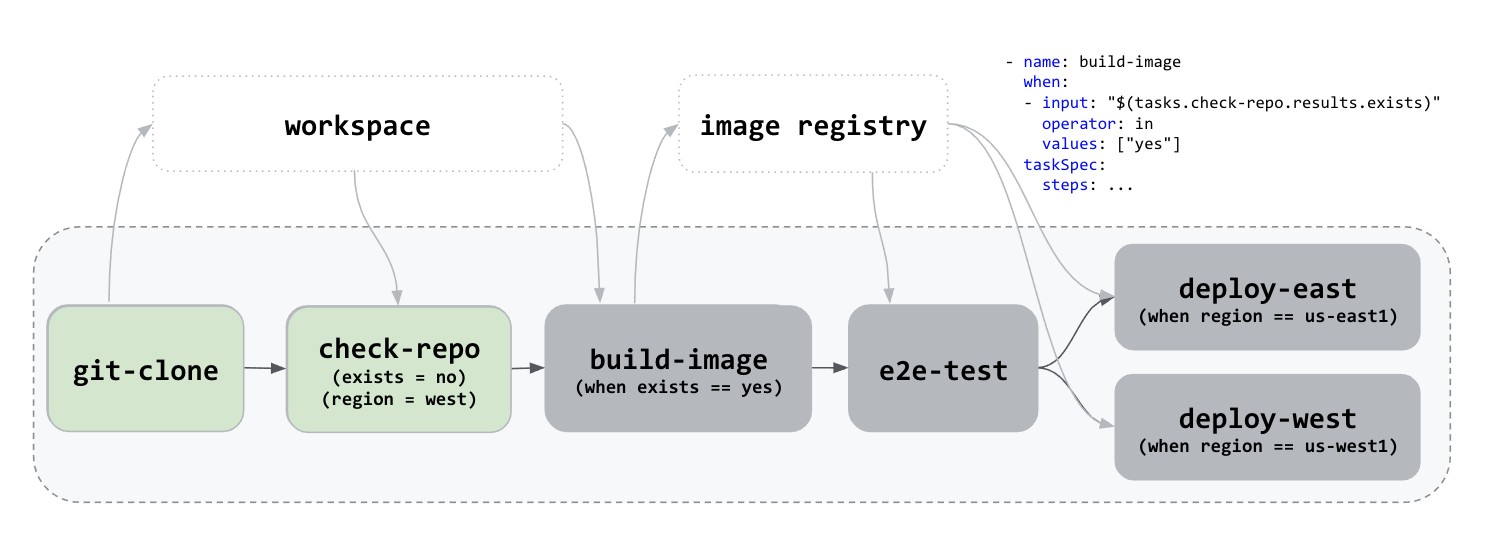 workspace
image registry
- name: build-image
when:
- input: "$(tasks.check-repo.results.exists)"
operator: in
values: ["yes"]
taskSpec:
steps: ...
git-clone
check-repo
(exists = no)
(region = west)
build-image
(when exists == yes)
e2e-test
deploy-east
(when region == us-east1)
deploy-west
(when region == us-west1)